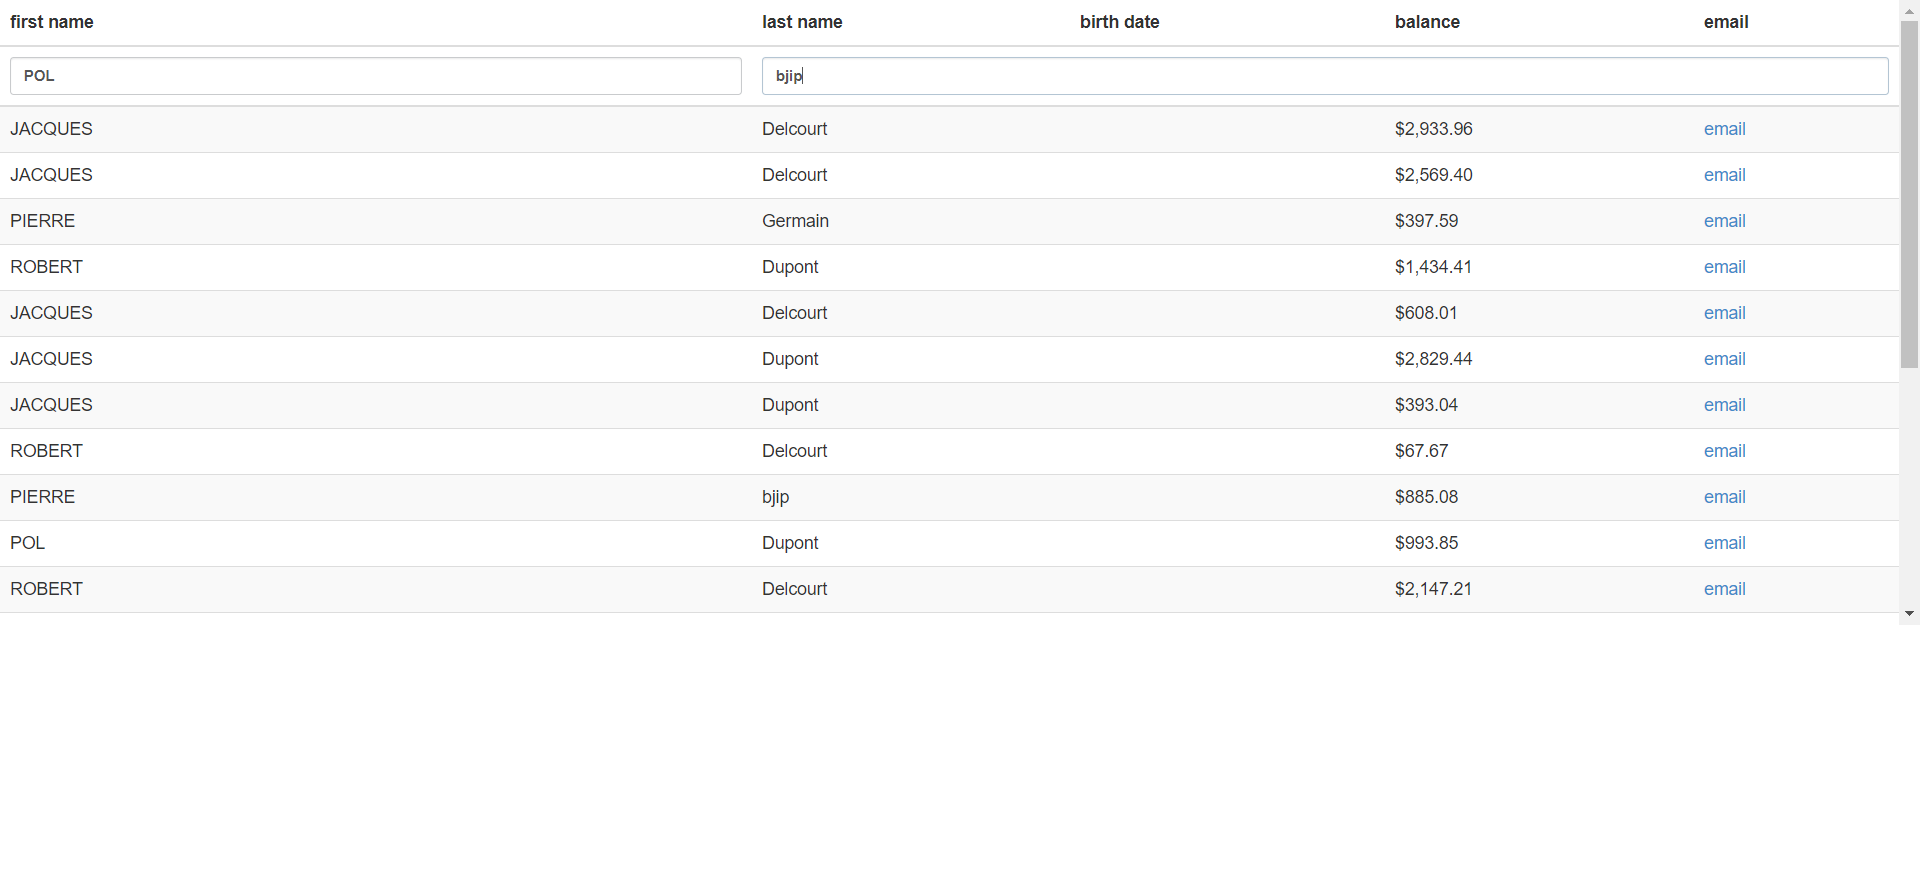 first name last name birth date balance email
POL bjip
JACQUES Delcourt $2,933.96 email
JACQUES Delcourt $2,569.40 email
PIERRE Germain $397.59 email
ROBERT Dupont $1,434.41 email
JACQUES Delcourt $608.01 email
JACQUES Dupont $2,829.44 email
JACQUES Dupont $393.04 email
ROBERT Delcourt $67.67 email
PIERRE bjip $885.08 email
POL Dupont $993.85 email
ROBERT Delcourt $2,147.21 email